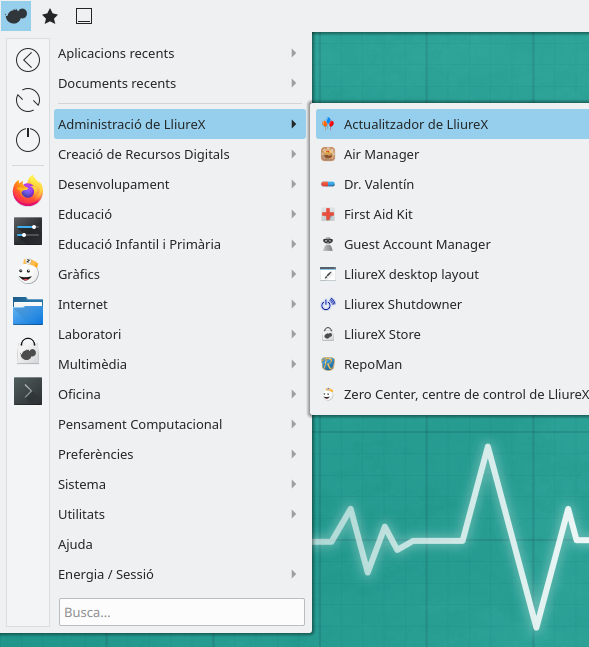 Aplicacions recents
Documents recents
Administració de LliureX
Creació de Recursos Digitals
Desenvolupament
Educació
Educació Infantil i Primària
Gràfics
Internet
Laboratori
Multimèdia
Oficina
Pensament Computacional
Preferències
Sistema
Utilitats
Ajuda
Energia / Sessió
Busca...
Actualitzador de LliureX
Air Manager
Dr. Valentín
First Aid Kit
Guest Account Manager
LliureX desktop layout
Lliurex Shutdowner
LliureX Store
RepoMan
Zero Center, centre de control de LliureX